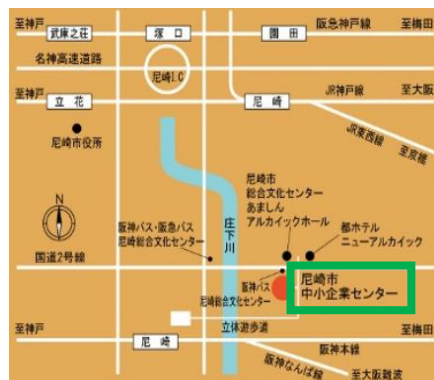 至神戸 武庫之荘 塚口 園田 阪急神戸線 至梅田
名神高速道路
尼崎I.C
至神戸 立花 尼崎 JR神戸線 至大阪
JR東西線 至京橋
尼崎市役所
尼崎市
総合文化センター
あましん
アルカイックホール
N
阪神バス・阪急バス
尼崎総合文化センター
庄下川
都ホテル
ニューアルカイック
国道2号線
阪神バス
尼崎総合文化センター
尼崎市
中小企業センター
至神戸 尼崎 立体遊歩道 至梅田
阪神本線
阪神なんば線 至大阪難波